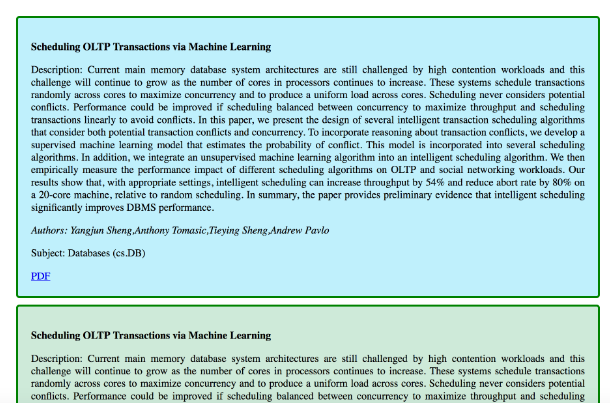 Scheduling OLTP Transactions via Machine Learning
Description: Current main memory database system architectures are still challenged by high contention workloads and this
challenge will continue to grow as the number of cores in processors continues to increase. These systems schedule transactions
randomly across cores to maximize concurrency and to produce a uniform load across cores. Scheduling never considers potential
conflicts. Performance could be improved if scheduling balanced between concurrency to maximize throughput and scheduling
transactions linearly to avoid conflicts. In this paper, we present the design of several intelligent transaction scheduling algorithms
that consider both potential transaction conflicts and concurrency. To incorporate reasoning about transaction conflicts, we develop a
supervised machine learning model that estimates the probability of conflict. This model is incorporated into several scheduling
algorithms. In addition, we integrate an unsupervised machine learning algorithm into an intelligent scheduling algorithm. We then
empirically measure the performance impact of different scheduling algorithms on OLTP and social networking workloads. Our
results show that, with appropriate settings, intelligent scheduling can increase throughput by 54% and reduce abort rate by 80% on
a 20-core machine, relative to random scheduling. In summary, the paper provides preliminary evidence that intelligent scheduling
significantly improves DBMS performance.
Authors: Yangjun Sheng,Anthony Tomasic,Tieying Sheng,Andrew Pavlo
Subject: Databases (cs.DB)
PDF
Scheduling OLTP Transactions via Machine Learning
Description: Current main memory database system architectures are still challenged by high contention workloads and this
challenge will continue to grow as the number of cores in processors continues to increase. These systems schedule transactions
randomly across cores to maximize concurrency and to produce a uniform load across cores. Scheduling never considers potential
conflicts. Performance could be improved if scheduling balanced between concurrency to maximize throughput and scheduling